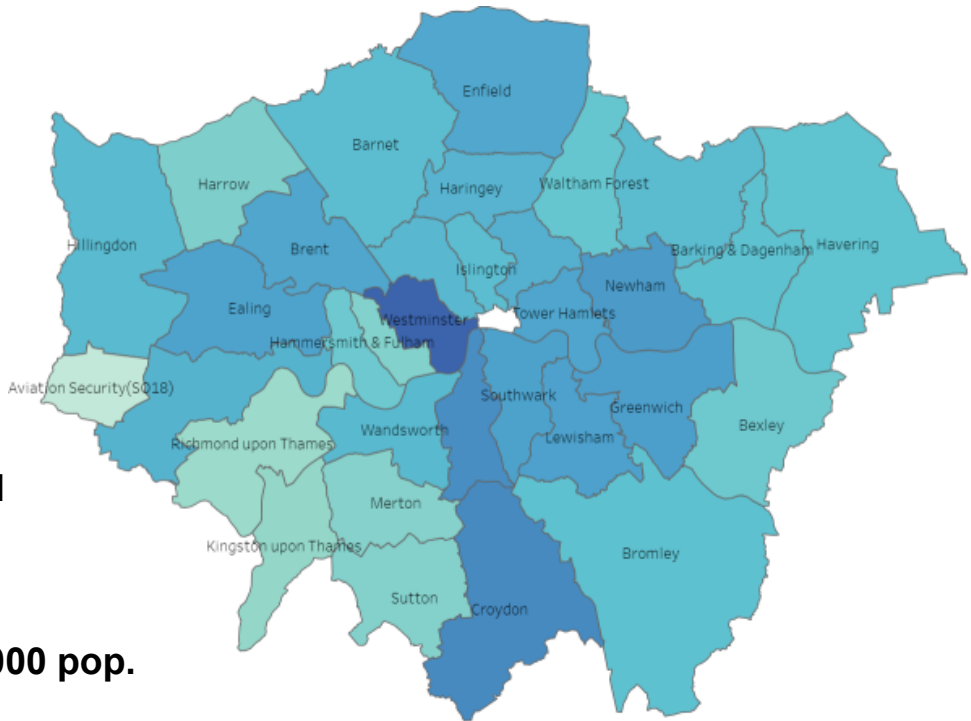 Enfield
Barnet
Harrow
Haringey
Waltham Forest
Hillingdon
Brent
Islington
Barking & Dagenham
Havering
Newham
Ealing
Westminster
Tower Hamlets
Hammersmith & Fulham
Aviation Security(SO18)
Southwark
Greenwich
Wandsworth
Bexley
Richmond upon Thames
Lewisham
Merton
Kingston upon Thames
Bromley
Sutton
Croydon
000 pop.